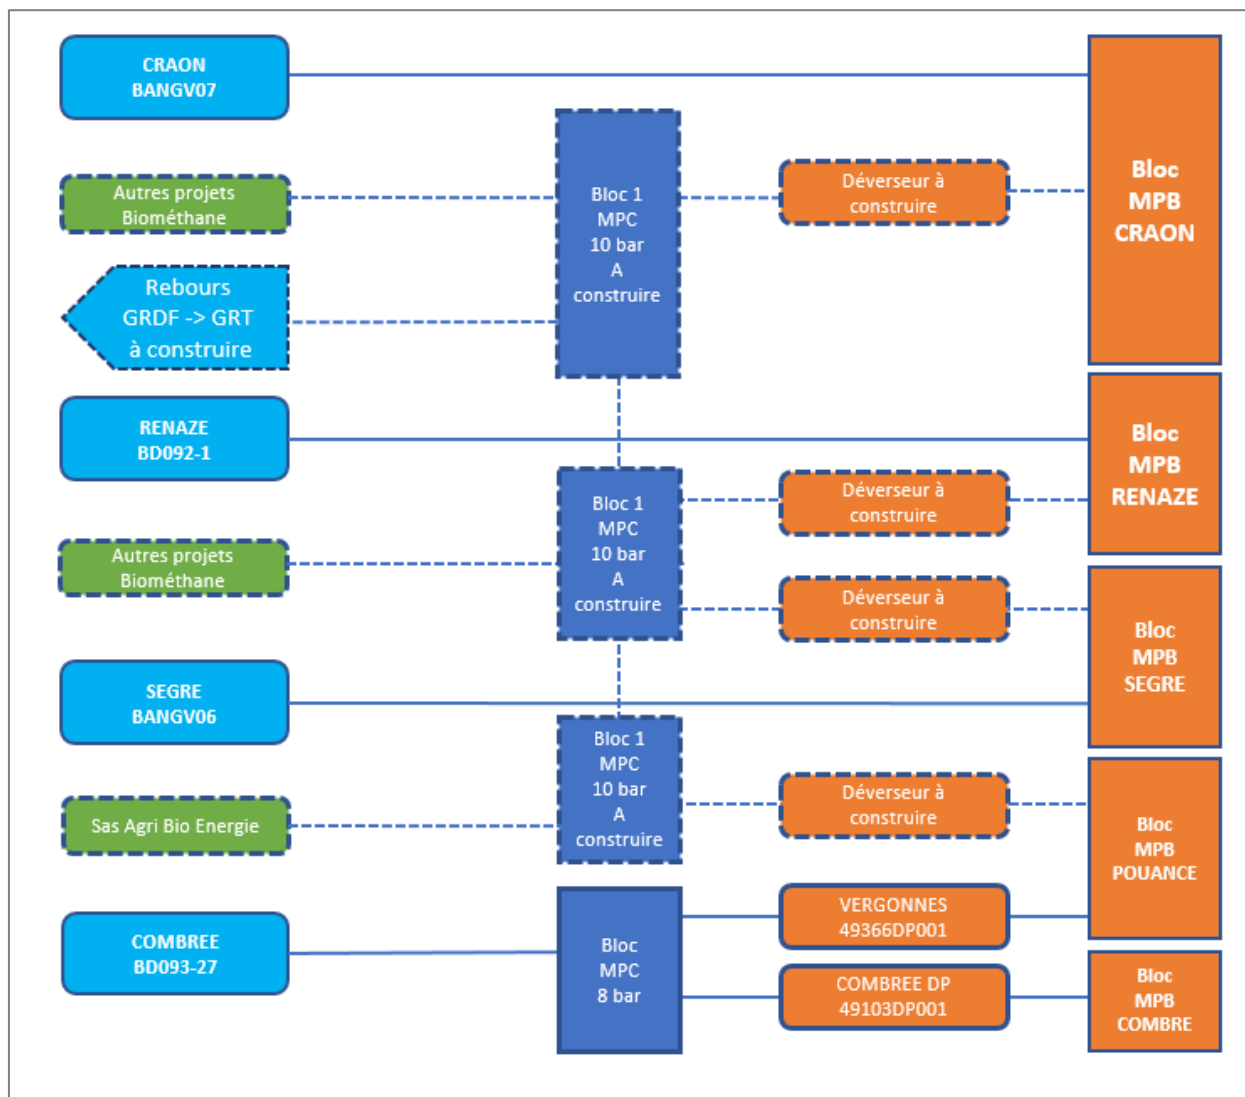 CRAON
BANGV07
Autres projets
Biométhane
Rebours
GRDF -> GRT
à construire
Bloc 1
MPC
10 bar
A
construire
Déverseur à
construire
Bloc
MPB
CRAON
RENAZE
BD092-1
Autres projets
Biométhane
Bloc 1
MPC
10 bar
A
construire
Déverseur à
construire
Déverseur à
construire
Bloc
MPB
RENAZE
SEGRE
BANGV06
Bloc
MPB
SEGRE
Sas Agri Bio Energie
Bloc 1
MPC
10 bar
A
construire
Déverseur à
construire
Bloc
MPB
POUANCE
COMBREE
BD093-27
Bloc
MPC
8 bar
VERGONNES
49366DP001
COMBREE DP
49103DP001
Bloc
MPB
COMBRE